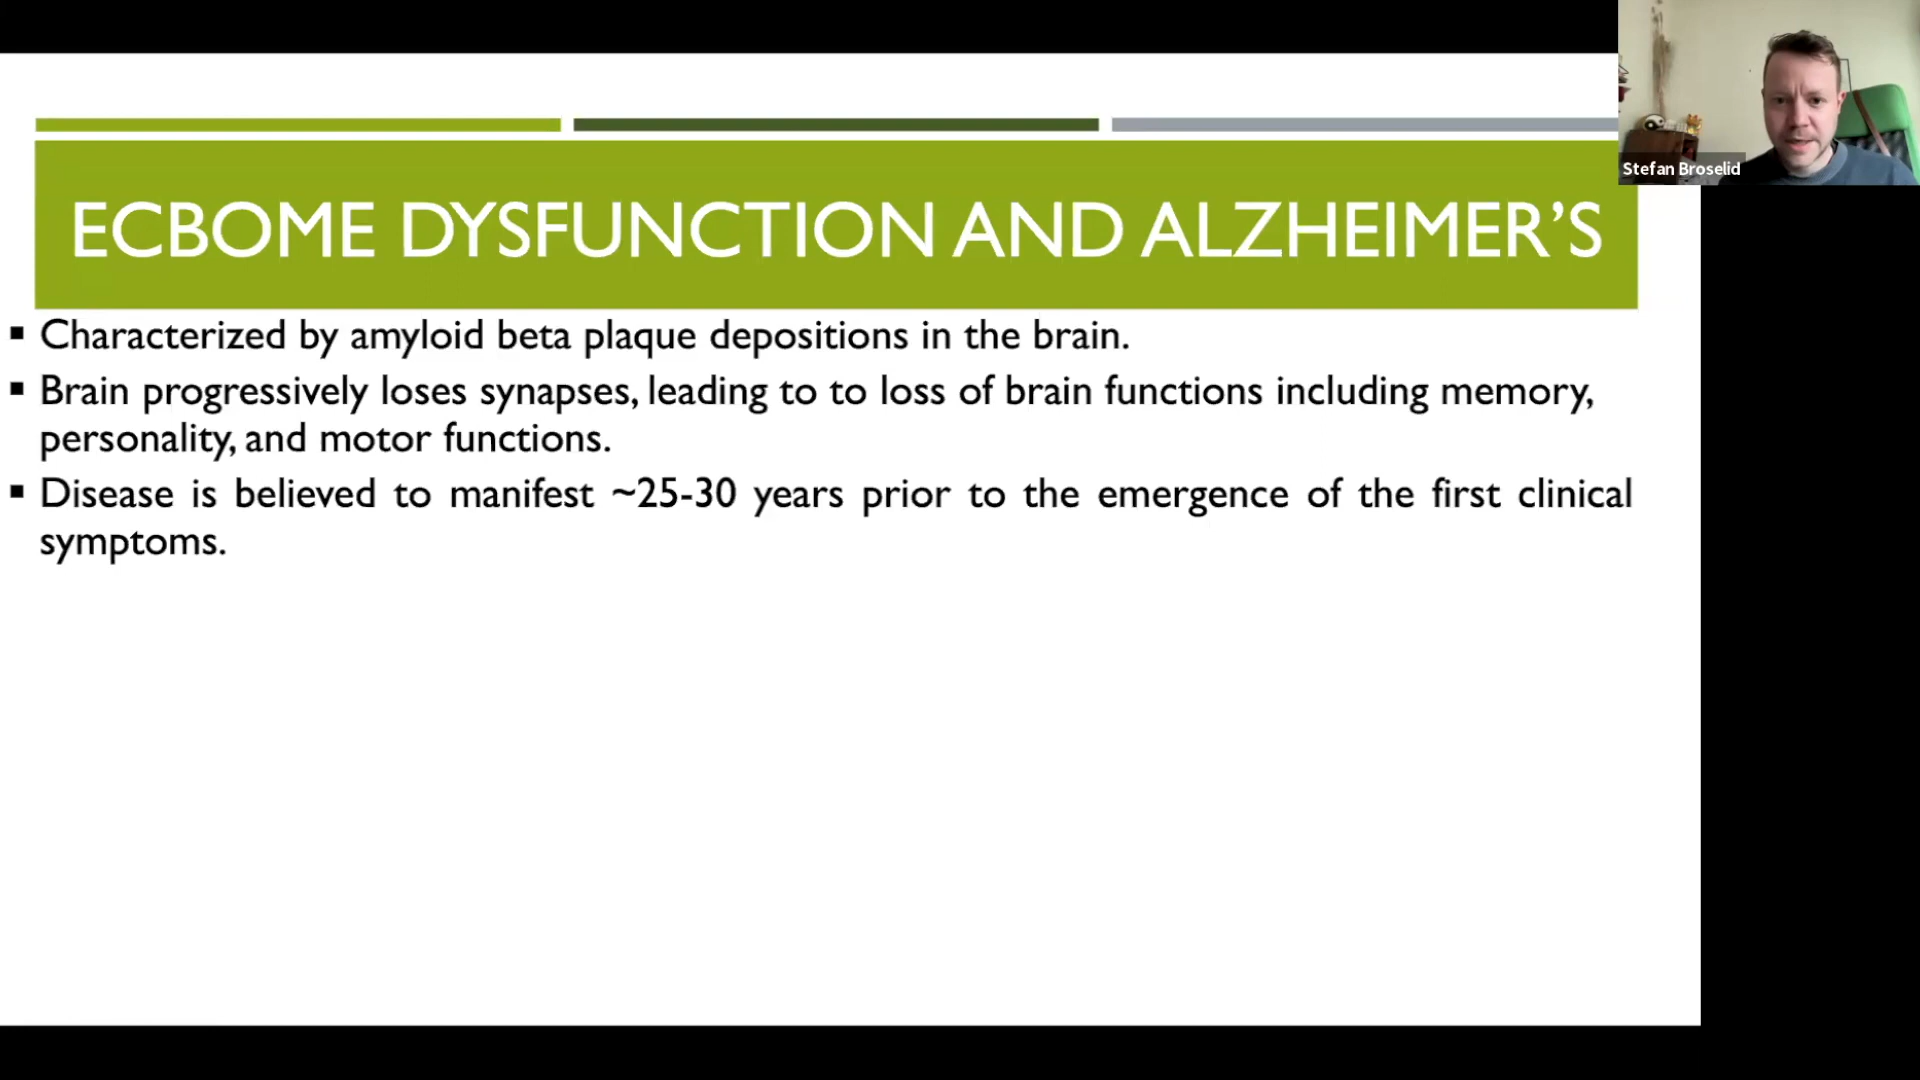 ECBOME DYSFUNCTION AND ALZHEIMER’S
Stefan Broselid
▪ Characterized by amyloid beta plaque depositions in the brain.
▪ Brain progressively loses synapses, leading to to loss of brain functions including memory,
personality, and motor functions.
▪ Disease is believed to manifest ~25-30 years prior to the emergence of the first clinical
symptoms.